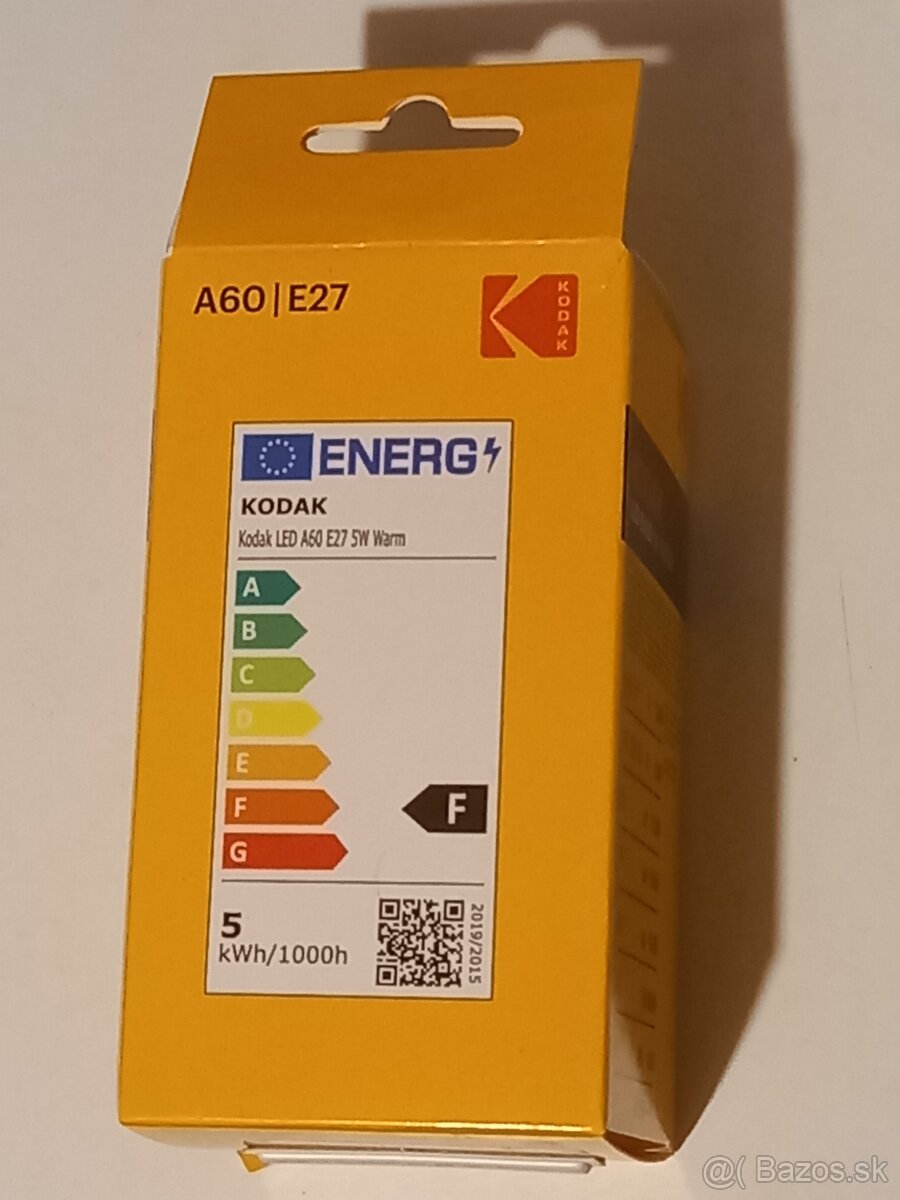 A60 | E27
KODAK
ENERG
KODAK
Kodak LED A60 E27 5W Warm
A
B
C
D
E
F
F
G
5
kWh/1000h
2019/2015
@( Bazos.sk